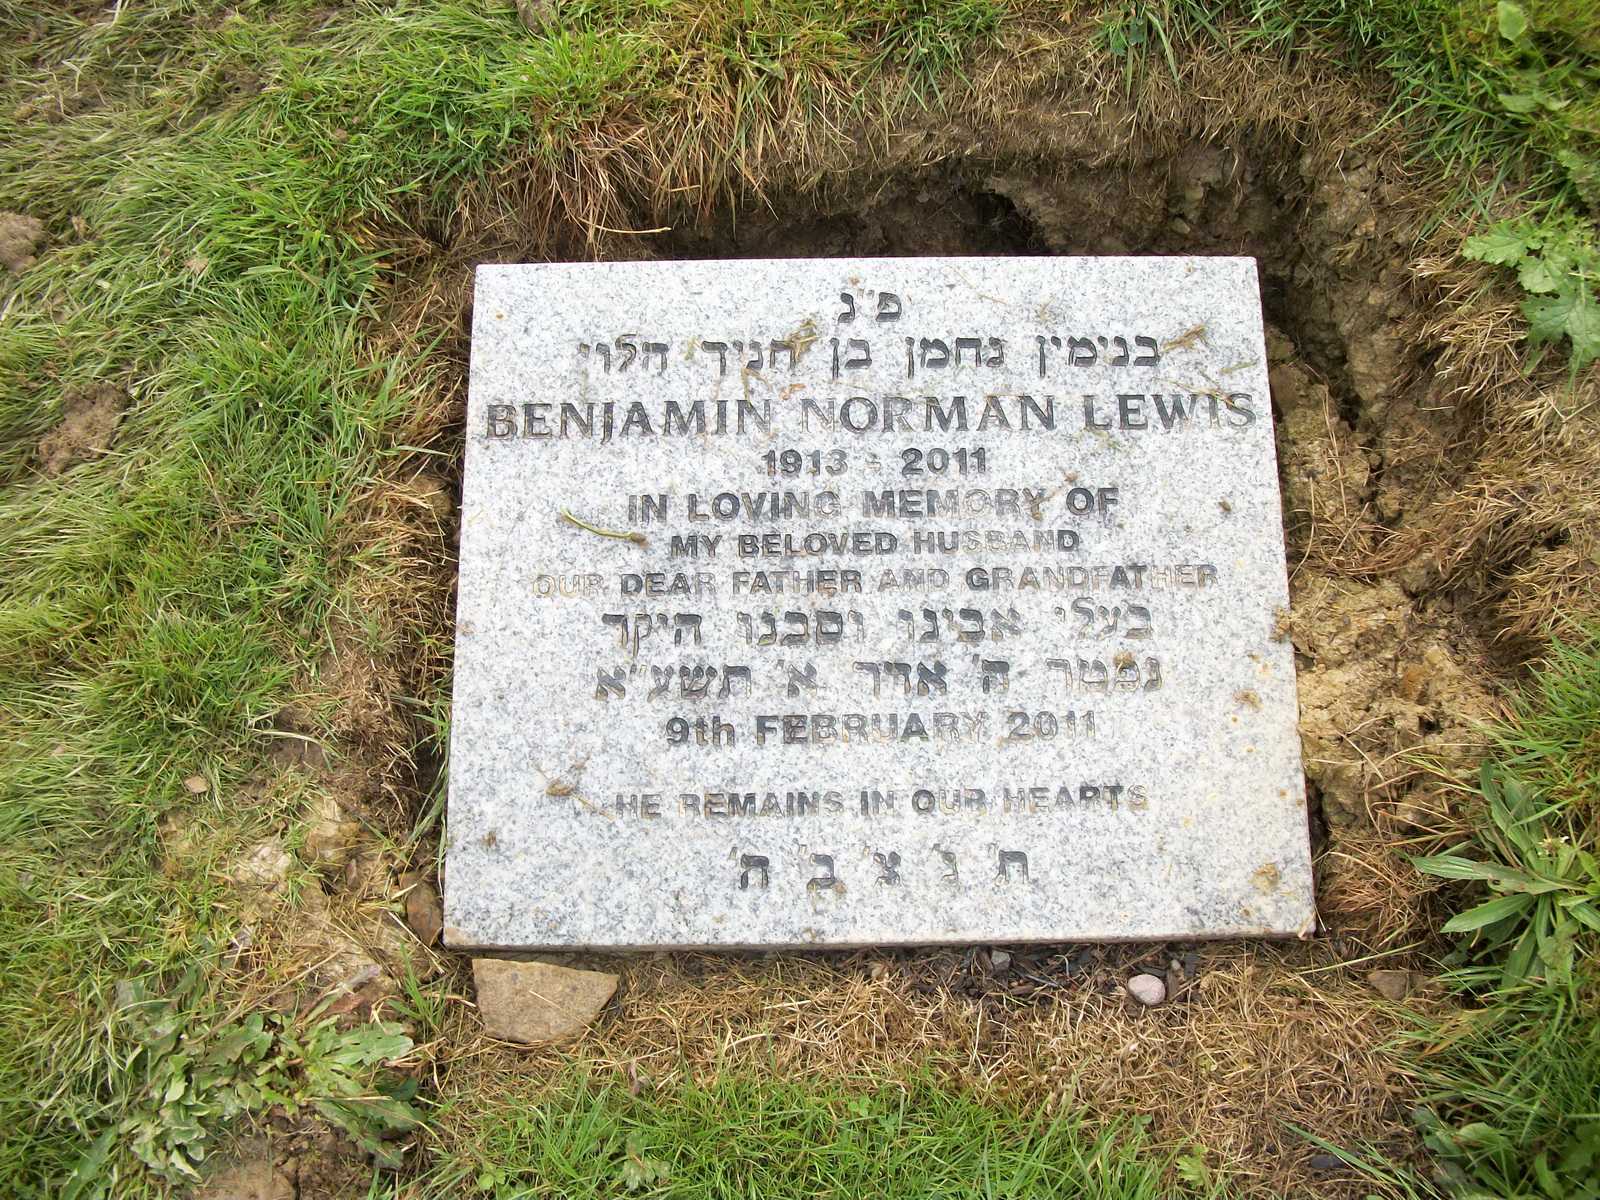 פ"נ
בנימין נחמן בן חניך הלוי
BENJAMIN NORMAN LEWIS
1913 - 2011
IN LOVING MEMORY OF
MY BELOVED HUSBAND
OUR DEAR FATHER AND GRANDFATHER
בעלי אבינו וסבנו היקר
נפטר ה' אדר א' תשע"א
9th FEBRUARY 2011
HE REMAINS IN OUR HEARTS
ת' נ' צ' ב' ה'